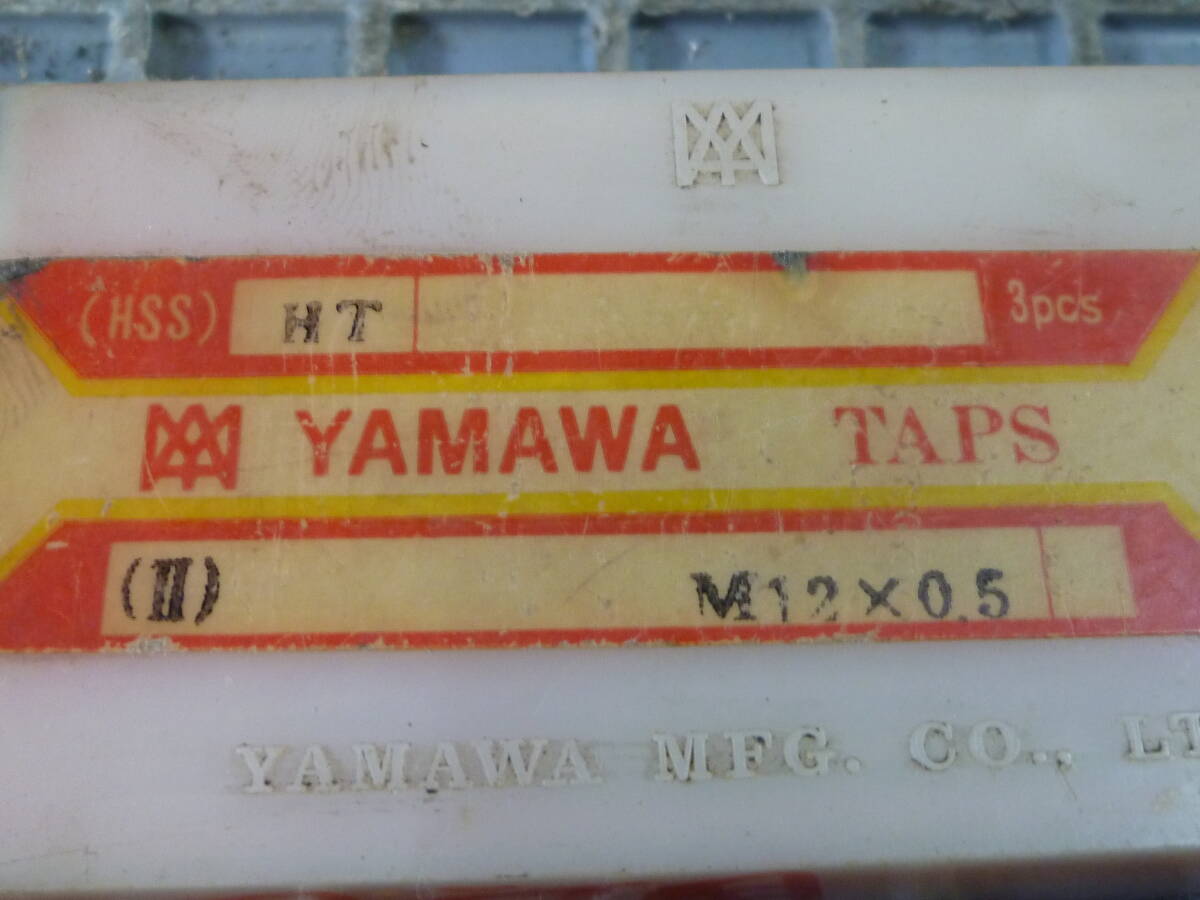 (HSS) HT 3pcs
YAMAWA TAPS
(II) M12×0.5
YAMAWA MFG. CO., LT